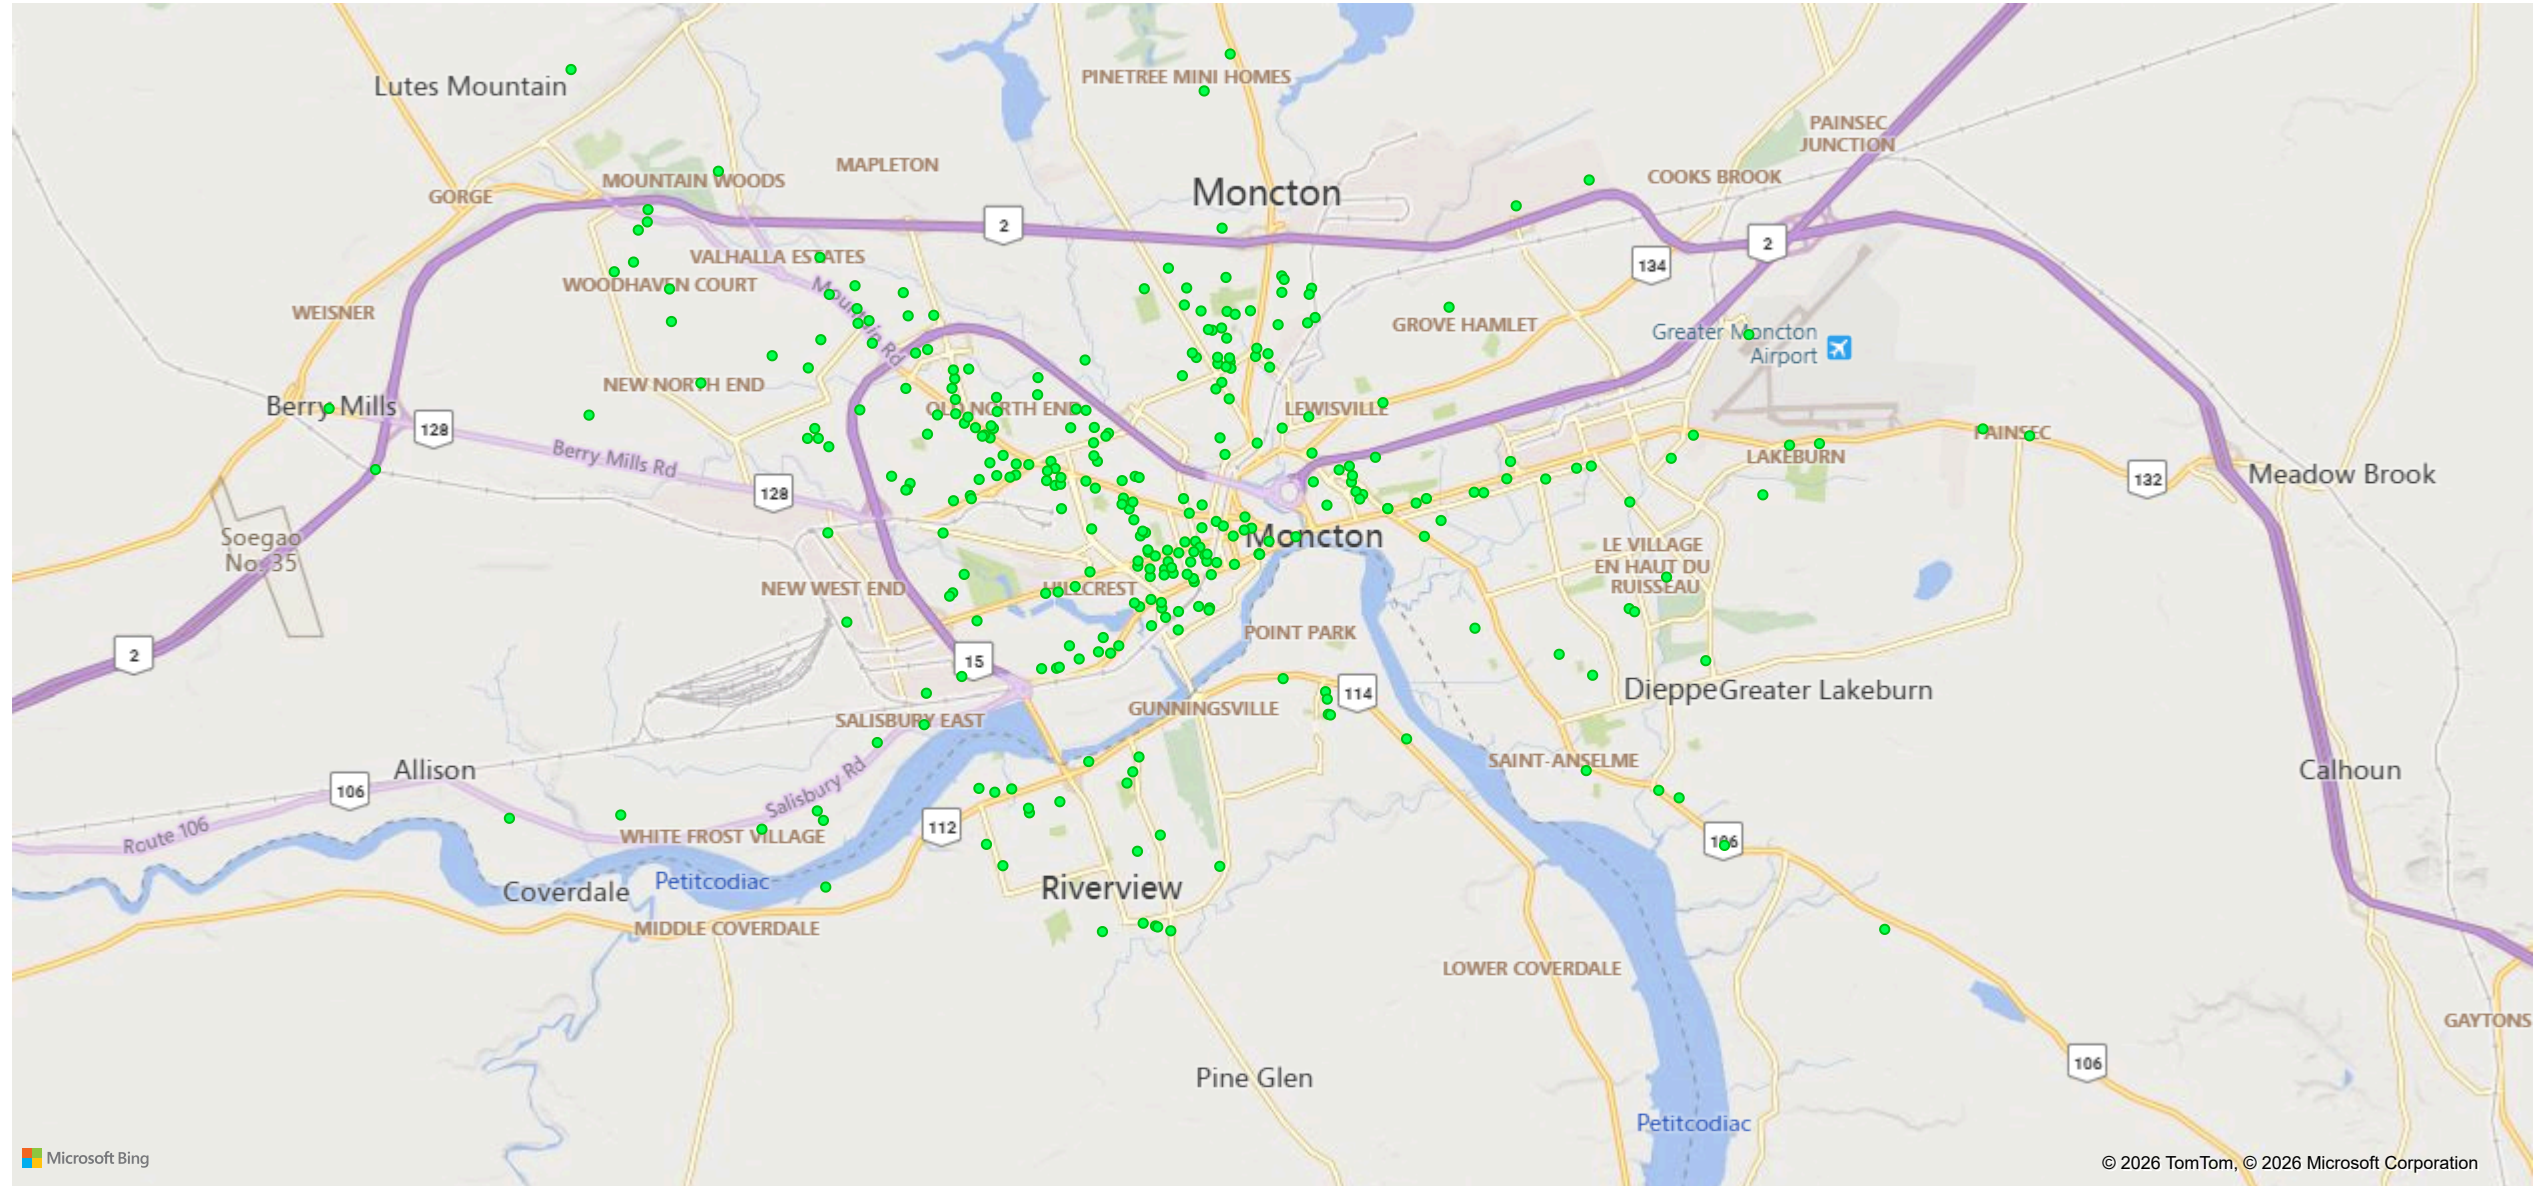 PINETREE MINI HOMES
Lutes Mountain
PAINSEC
JUNCTION
MAPLETON
MOUNTAIN WOODS
COOKS BROOK
GORGE
Moncton
2
2
VALHALLA ESTATES
134
WOODHAVEN COURT
Mountain Rd
WEISNER
GROVE HAMLET
Greater Moncton
Airport
NEW NORTH END
Berry Mills
OLD NORTH END
LEWISVILLE
128
PAINSEC
Berry Mills Rd
LAKEBURN
132
Meadow Brook
128
Soegao
No. 35
Moncton
LE VILLAGE
EN HAUT DU
RUISSEAU
NEW WEST END
HILLCREST
POINT PARK
2
15
114
Dieppe
Greater Lakeburn
GUNNINGSVILLE
SALISBURY EAST
SAINT-ANSELME
Allison
Calhoun
106
Salisbury Rd
Route 106
WHITE FROST VILLAGE
112
106
Coverdale
Petitcodiac
Riverview
MIDDLE COVERDALE
LOWER COVERDALE
GAYTONS
Pine Glen
106
Petitcodiac
Microsoft Bing
© 2026 TomTom, © 2026 Microsoft Corporation